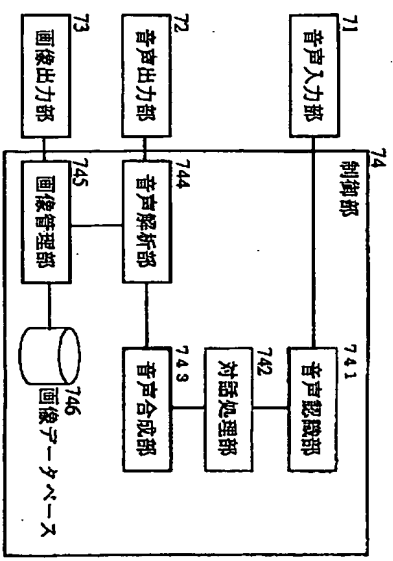 71
音声入力部
72
音声出力部
73
画像出力部
74
制御部
741
音声認識部
742
対話処理部
743
音声合成部
744
音声解析部
745
画像管理部
746
画像データベース